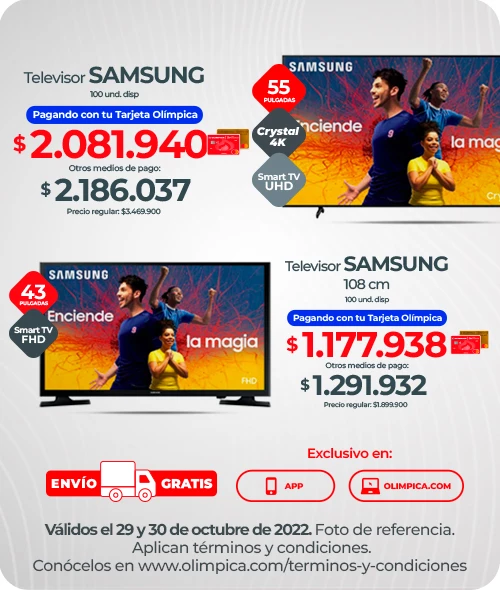 Televisor SAMSUNG
100 und. disp
Pagando con tu Tarjeta Olímpica
$2.081.940
Otros medios de pago:
$2.186.037
Precio regular: $3.469.900
SAMSUNG
55
PULGADAS
Crystal
4K
Smart TV
UHD
nciende
la mag
Cry
SAMSUNG
43
PULGADAS
Smart TV
FHD
Enciende
la magia
FHD
Televisor SAMSUNG
108 cm
100 und. disp
Pagando con tu Tarjeta Olímpica
$1.177.938
Otros medios de pago:
$1.291.932
Precio regular: $1.899.900
ENVÍO GRATIS
Exclusivo en:
APP
OLIMPICA.COM
Válidos el 29 y 30 de octubre de 2022. Foto de referencia.
Aplican términos y condiciones.
Conócelos en www.olimpica.com/terminos-y-condiciones